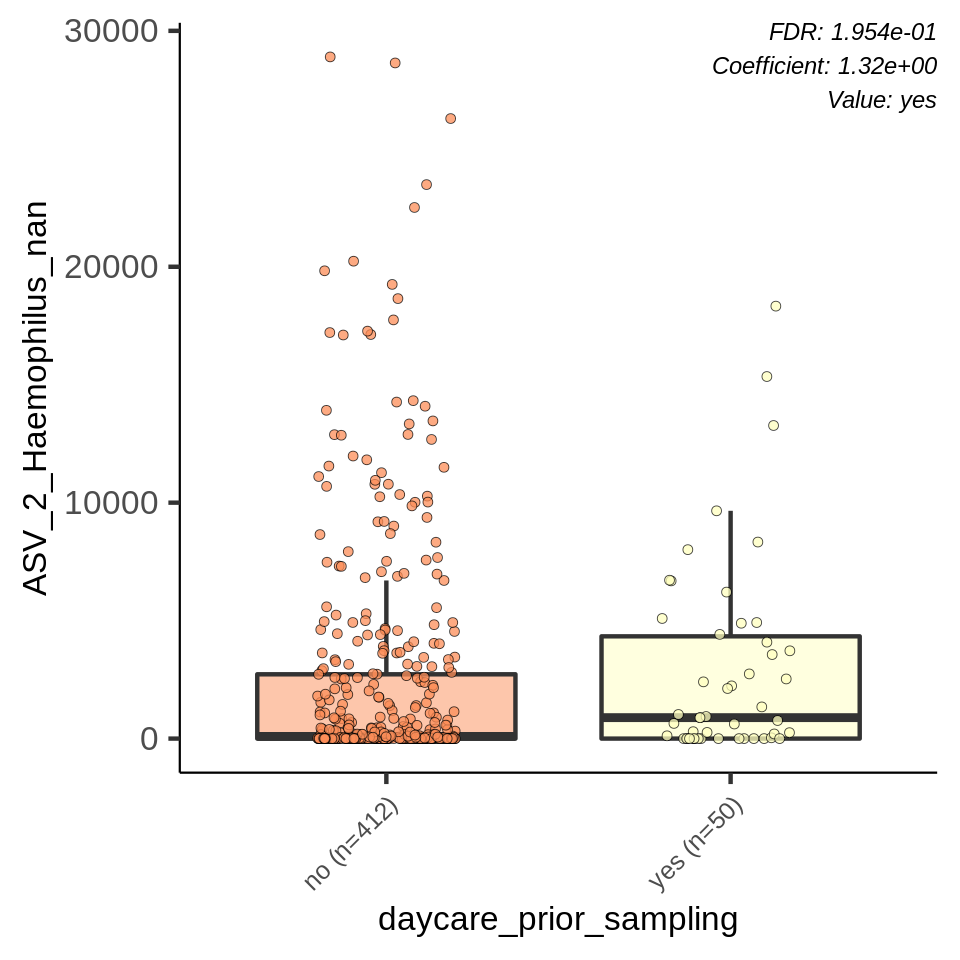 30000
20000
10000
0
ASV_2_Haemophilus_nan
FDR: 1.954e-01
Coefficient: 1.32e+00
Value: yes
no (n=412)
yes (n=50)
daycare_prior_sampling